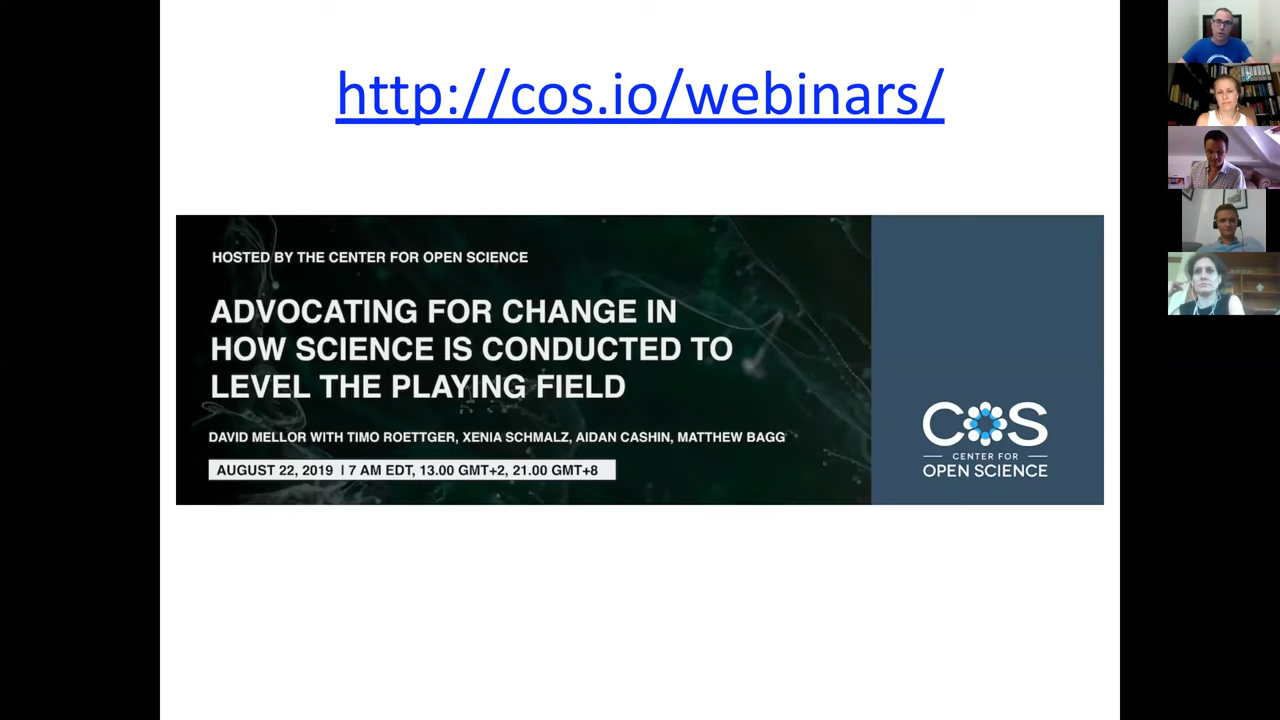 http://cos.io/webinars/
HOSTED BY THE CENTER FOR OPEN SCIENCE
ADVOCATING FOR CHANGE IN
HOW SCIENCE IS CONDUCTED TO
LEVEL THE PLAYING FIELD
DAVID MELLOR WITH TIMO ROETTGER, XENIA SCHMALZ, AIDAN CASHIN, MATTHEW BAGG
AUGUST 22, 2019 | 7 AM EDT, 13.00 GMT+2, 21.00 GMT+8
COS
CENTER FOR
OPEN SCIENCE